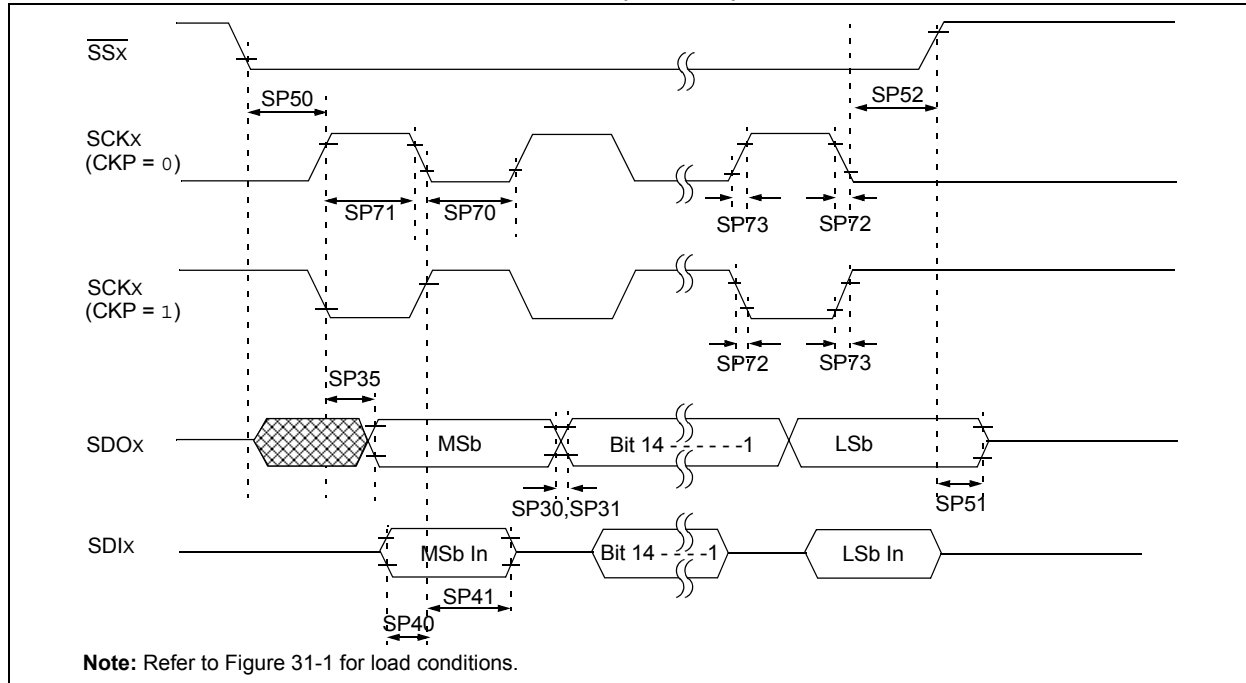 SSx
SP50
SP52
SCKx
(CKP = 0)
SP71
SP70
SP73
SP72
SCKx
(CKP = 1)
SP72
SP73
SP35
SDOx
MSb
Bit 14 - - - - - -1
LSb
SP30,SP31
SP51
SDIx
MSb In
Bit 14 - - - -1
LSb In
SP41
SP40
Note: Refer to Figure 31-1 for load conditions.